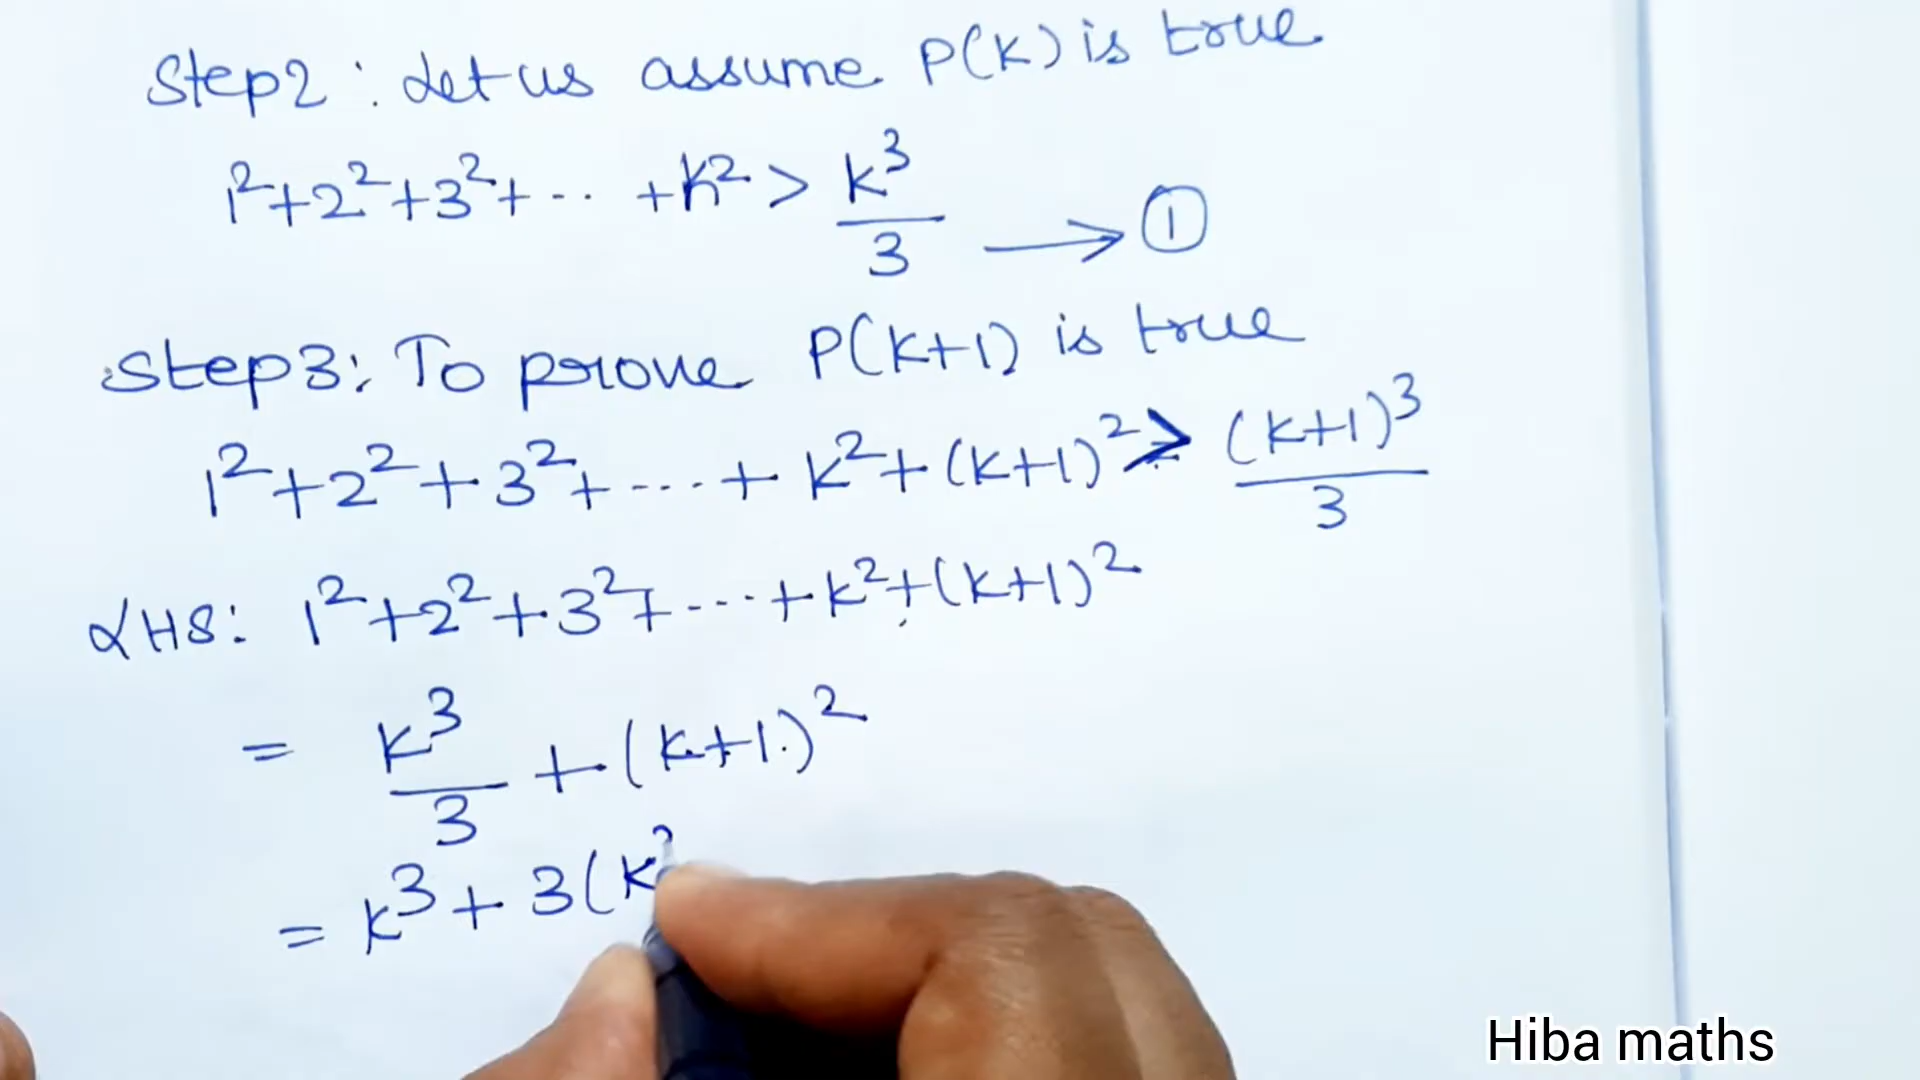 Step2: Let us assume P(K) is true
1²+2²+3²+... +k² > k³/3 → ①
Step3: To prove P(K+1) is true
1²+2²+3²+...+ k²+(k+1)² > (k+1)³/3
LHS: 1²+2²+3²+...+k²+(k+1)²
= k³/3 +(k+1)²
= k³+ 3(k²
Hiba maths